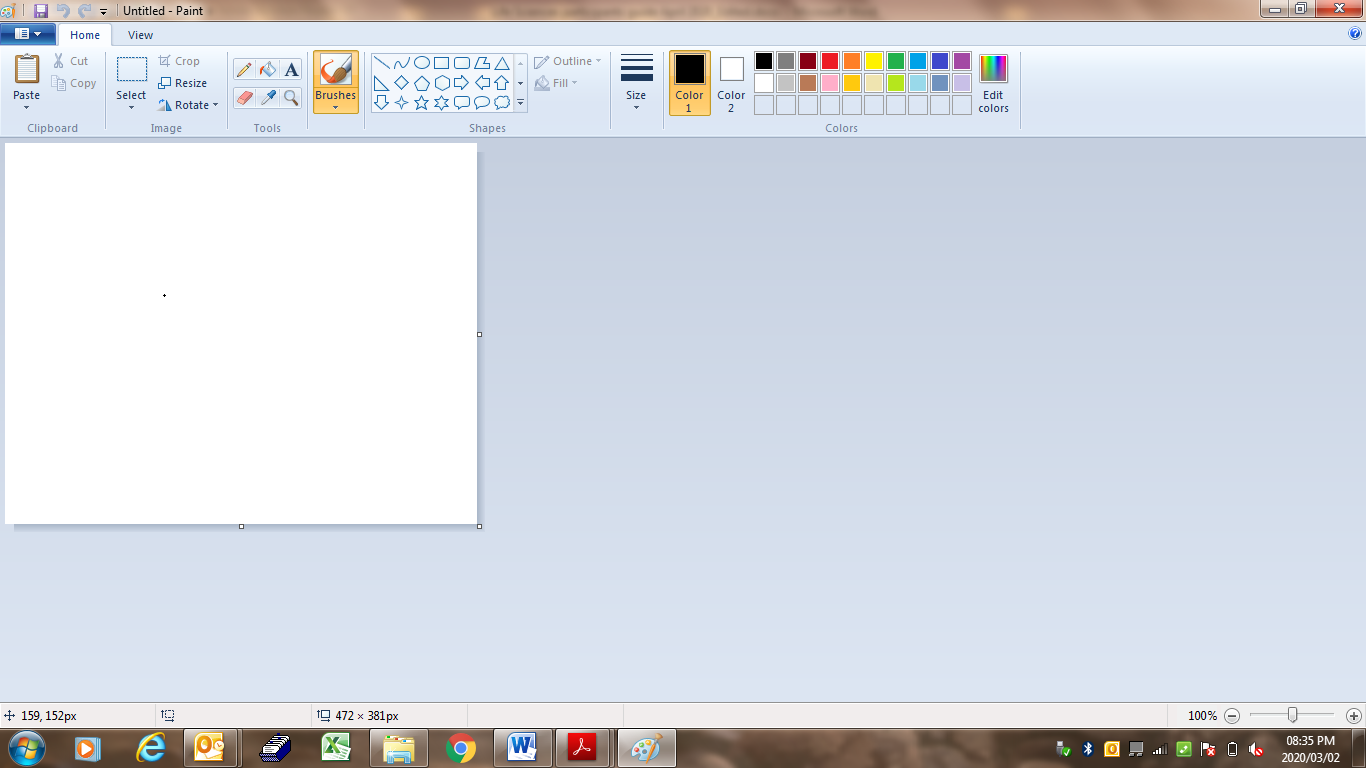 Untitled - Paint
Home View
Paste Cut Copy
Clipboard
Select Crop Resize Rotate
Image
A
Tools
Brushes
Outline Fill
Shapes
Size
Color 1
Color 2
Edit colors
Colors
159, 152px 472 × 381px 100%
08:35 PM
2020/03/02